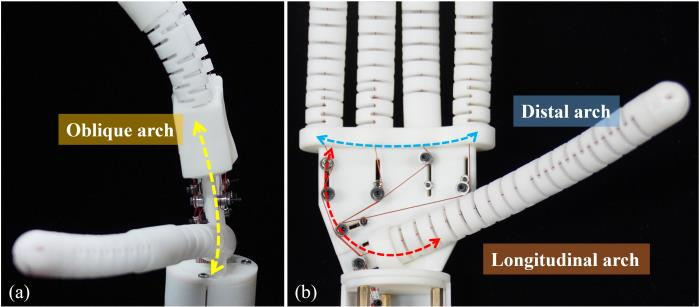 Oblique arch
(a)
Distal arch
Longitudinal arch
(b)